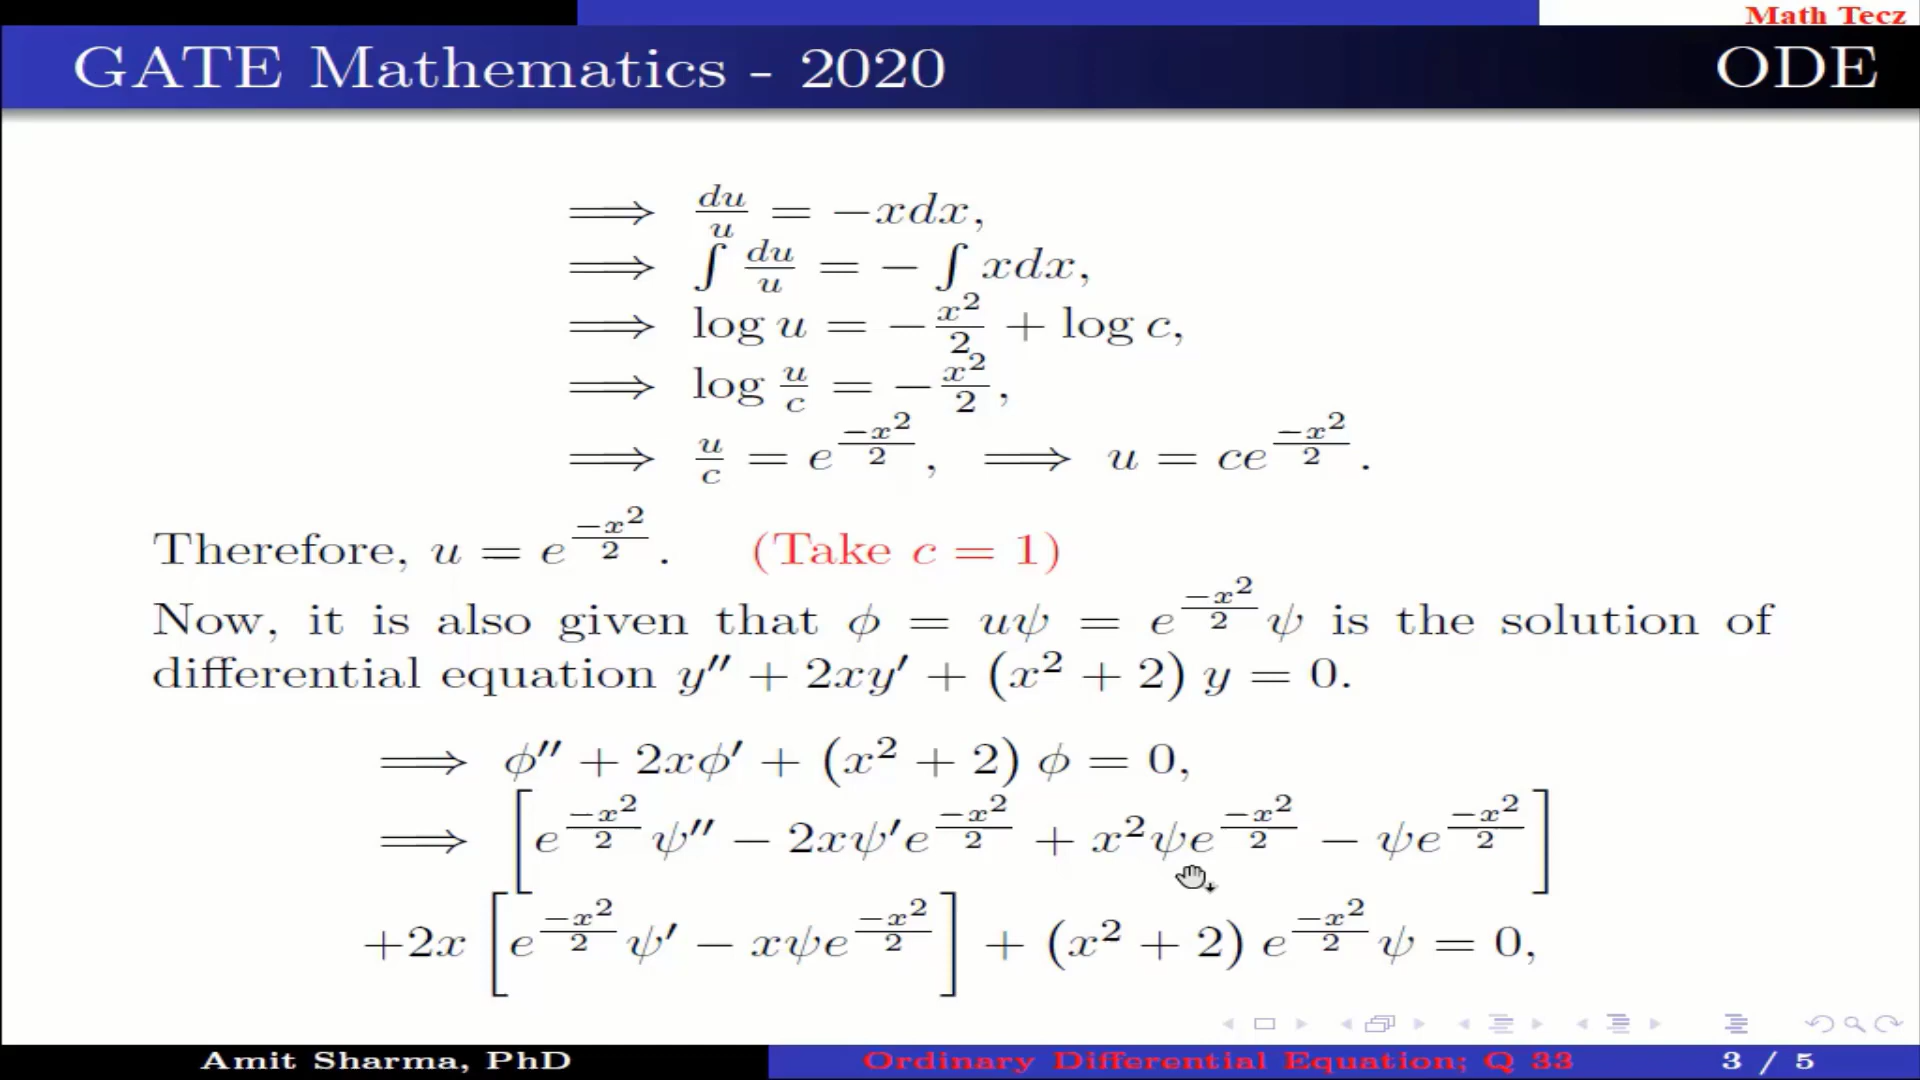 Math Tecz
GATE Mathematics - 2020 ODE
⟹ du/u = −xdx,
⟹ ∫ du/u = − ∫ xdx,
⟹ log u = −x²/2 + log c,
⟹ log u/c = −x²/2,
⟹ u/c = e^(−x²/2), ⟹ u = ce^(−x²/2).
Therefore, u = e^(−x²/2). (Take c = 1)
Now, it is also given that ϕ = uψ = e^(−x²/2) ψ is the solution of
differential equation y″ + 2xy′ + (x² + 2) y = 0.
⟹ ϕ″ + 2xϕ′ + (x² + 2) ϕ = 0,
⟹ [e^(−x²/2) ψ″ − 2xψ′e^(−x²/2) + x²ψe^(−x²/2) − ψe^(−x²/2)]
+2x [e^(−x²/2) ψ′ − xψe^(−x²/2)] + (x² + 2) e^(−x²/2) ψ = 0,
Amit Sharma, PhD Ordinary Differential Equation; Q 33 3 / 5